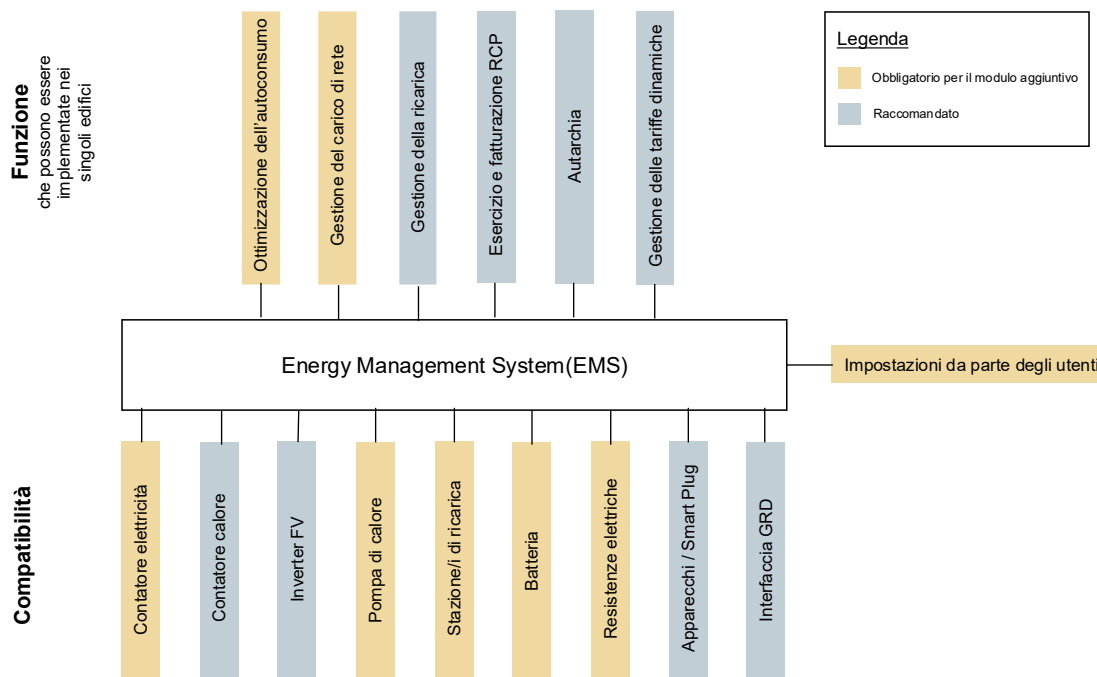 Funzione
che possono essere
implementate nei
singoli edifici
Ottimizzazione dell'autoconsumo
Gestione del carico di rete
Gestione della ricarica
Esercizio e fatturazione RCP
Autarchia
Gestione delle tariffe dinamiche
Legenda
Obbligatorio per il modulo aggiuntivo
Raccomandato
Energy Management System(EMS)
Impostazioni da parte degli utenti
Compatibilità
Contatore elettricità
Contatore calore
Inverter FV
Pompa di calore
Stazione/i di ricarica
Batteria
Resistenze elettriche
Apparecchi / Smart Plug
Interfaccia GRD